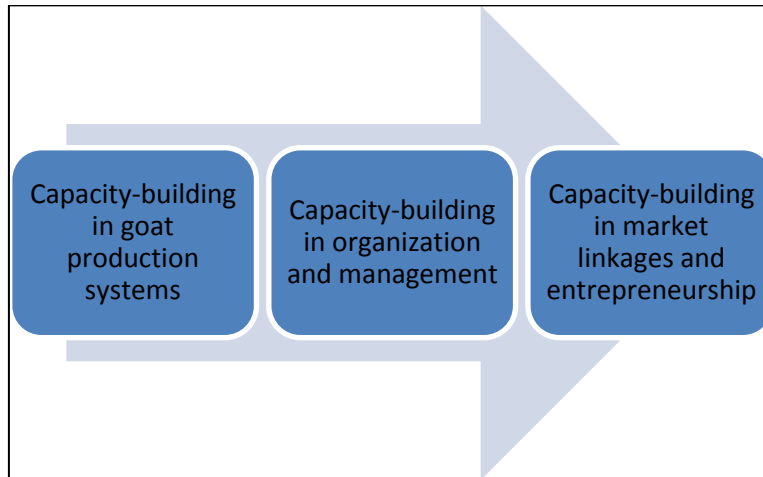 Capacity-building
in goat
production
systems
Capacity-building
in organization
and management
Capacity-building
in market
linkages and
entrepreneurship